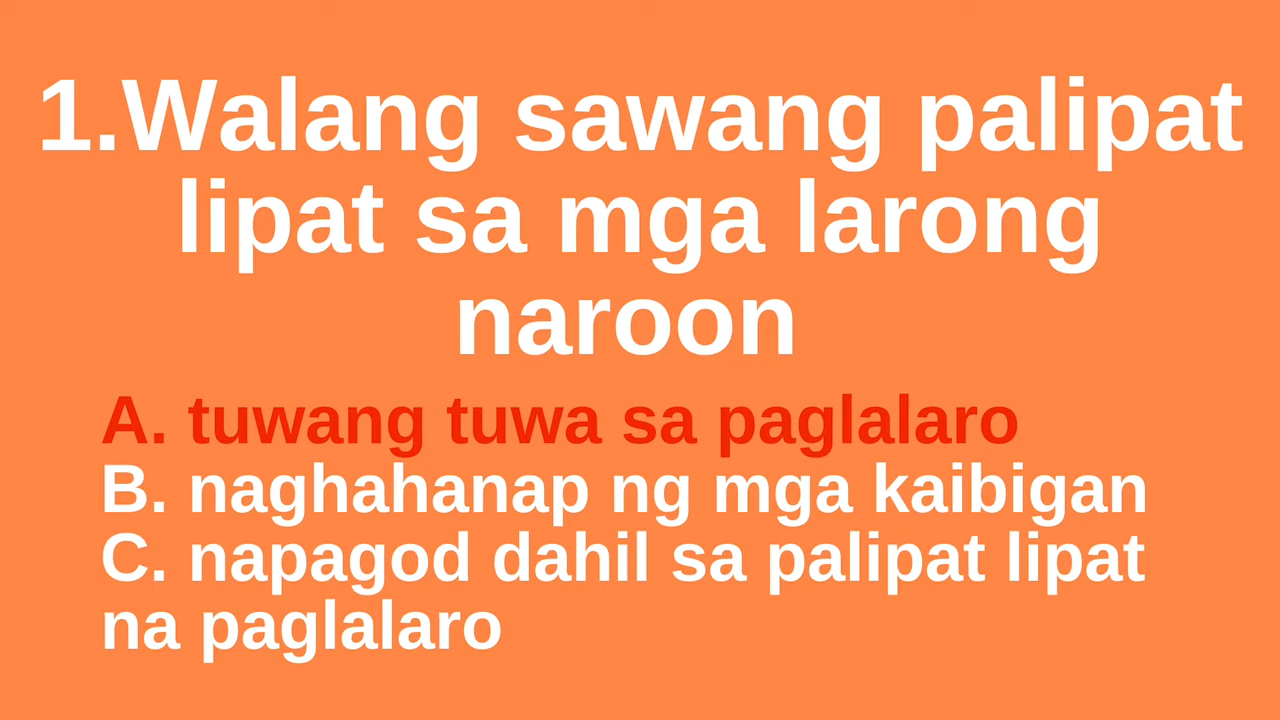 1.Walang sawang palipat
lipat sa mga larong
naroon
A. tuwang tuwa sa paglalaro
B. naghahanap ng mga kaibigan
C. napagod dahil sa palipat lipat
na paglalaro